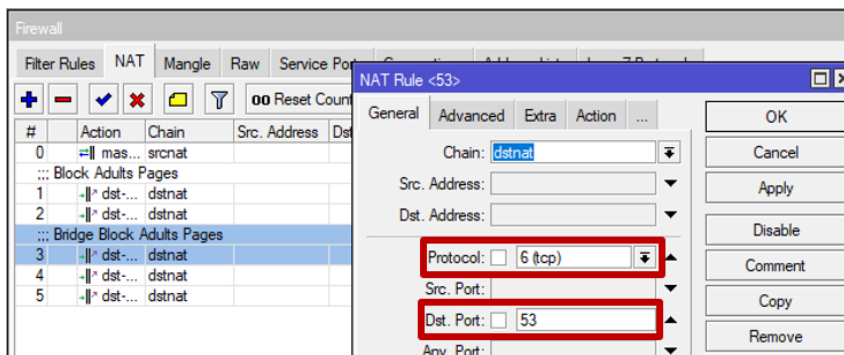 Firewall
Filter Rules NAT Mangle Raw Service
NAT Rule <53>
00 Reset Count
# Action Chain Src. Address Dst
0 mas... srcnat
;;; Block Adults Pages
1 dst-... dstnat
2 dst-... dstnat
;;; Bridge Block Adults Pages
3 dst-... dstnat
4 dst-... dstnat
5 dst-... dstnat
General Advanced Extra Action ...
Chain: dstnat
Src. Address:
Dst. Address:
Protocol: 6 (tcp)
Src. Port:
Dst. Port: 53
Any. Port:
OK
Cancel
Apply
Disable
Comment
Copy
Remove